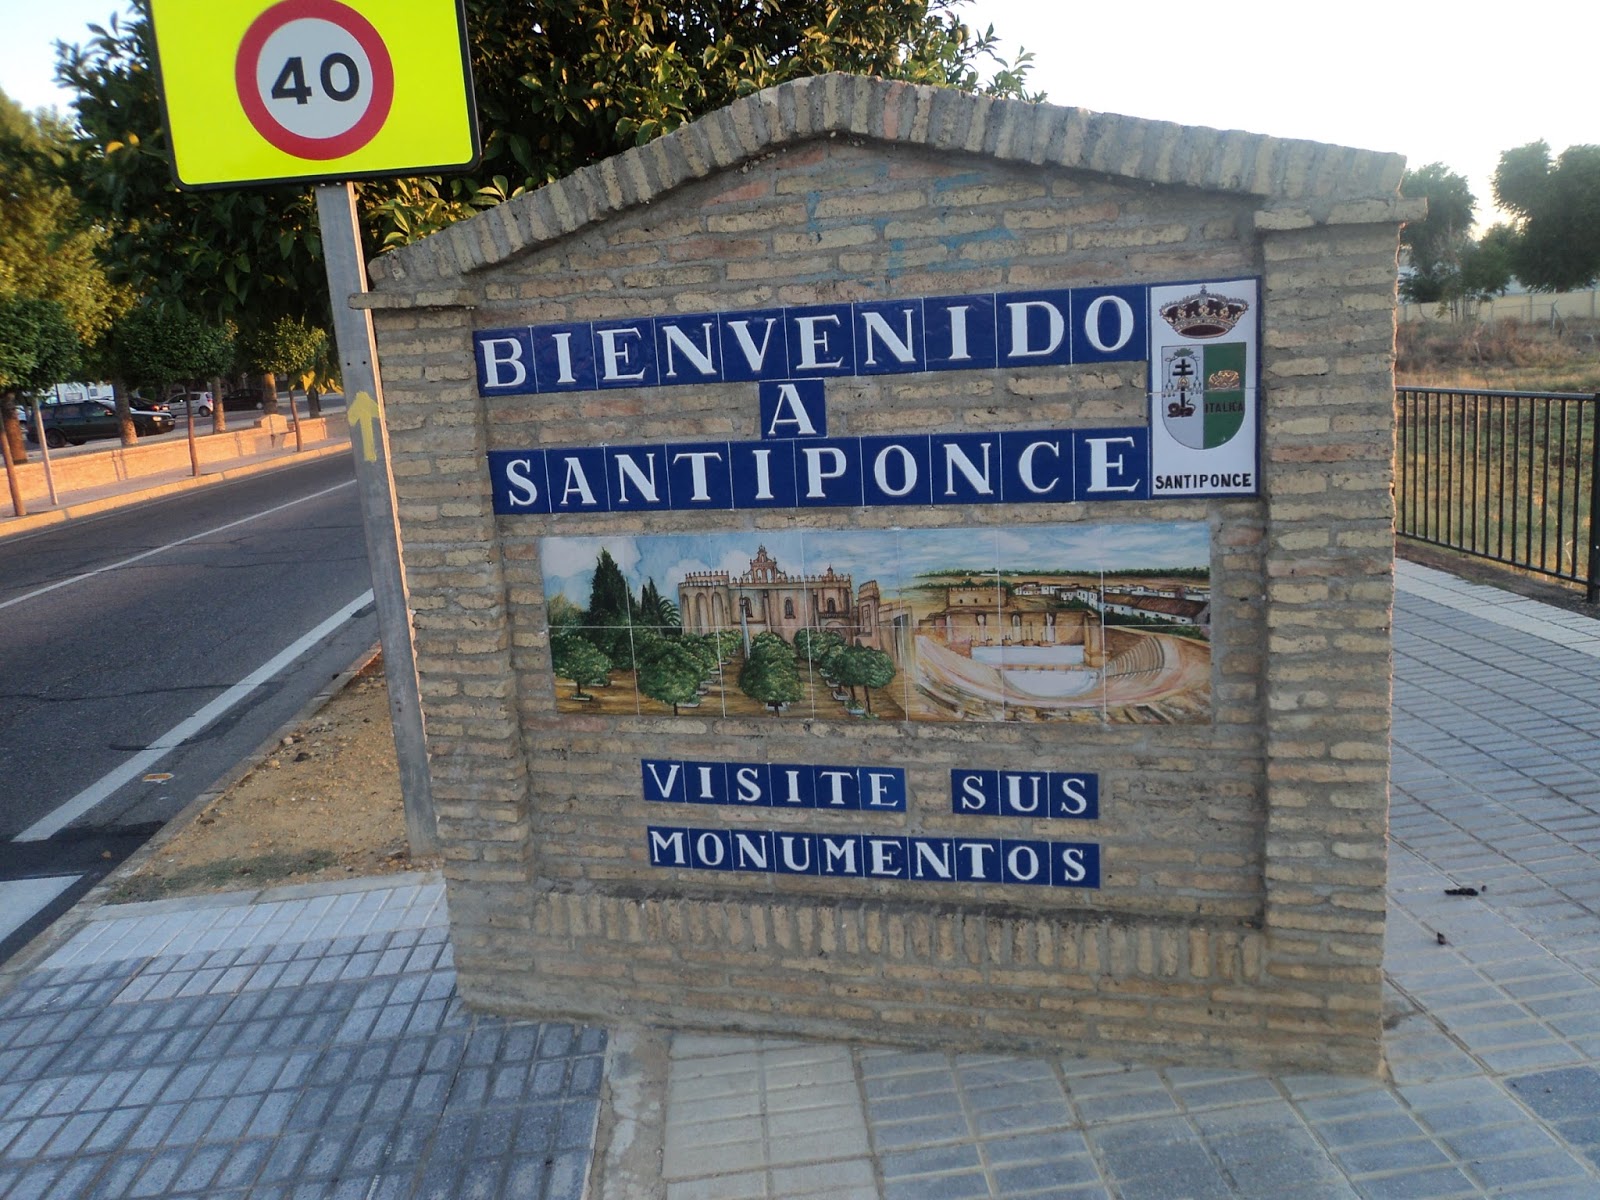 40
BIENVENIDO
A
SANTIPONCE
ITALICA
SANTIPONCE
VISITE SUS
MONUMENTOS